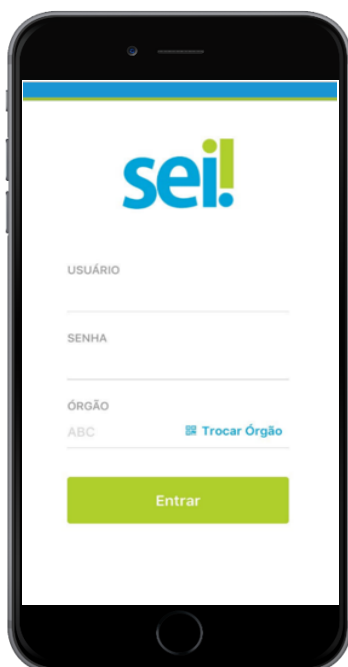 sei!
USUÁRIO
SENHA
ÓRGÃO
ABC Trocar Órgão
Entrar